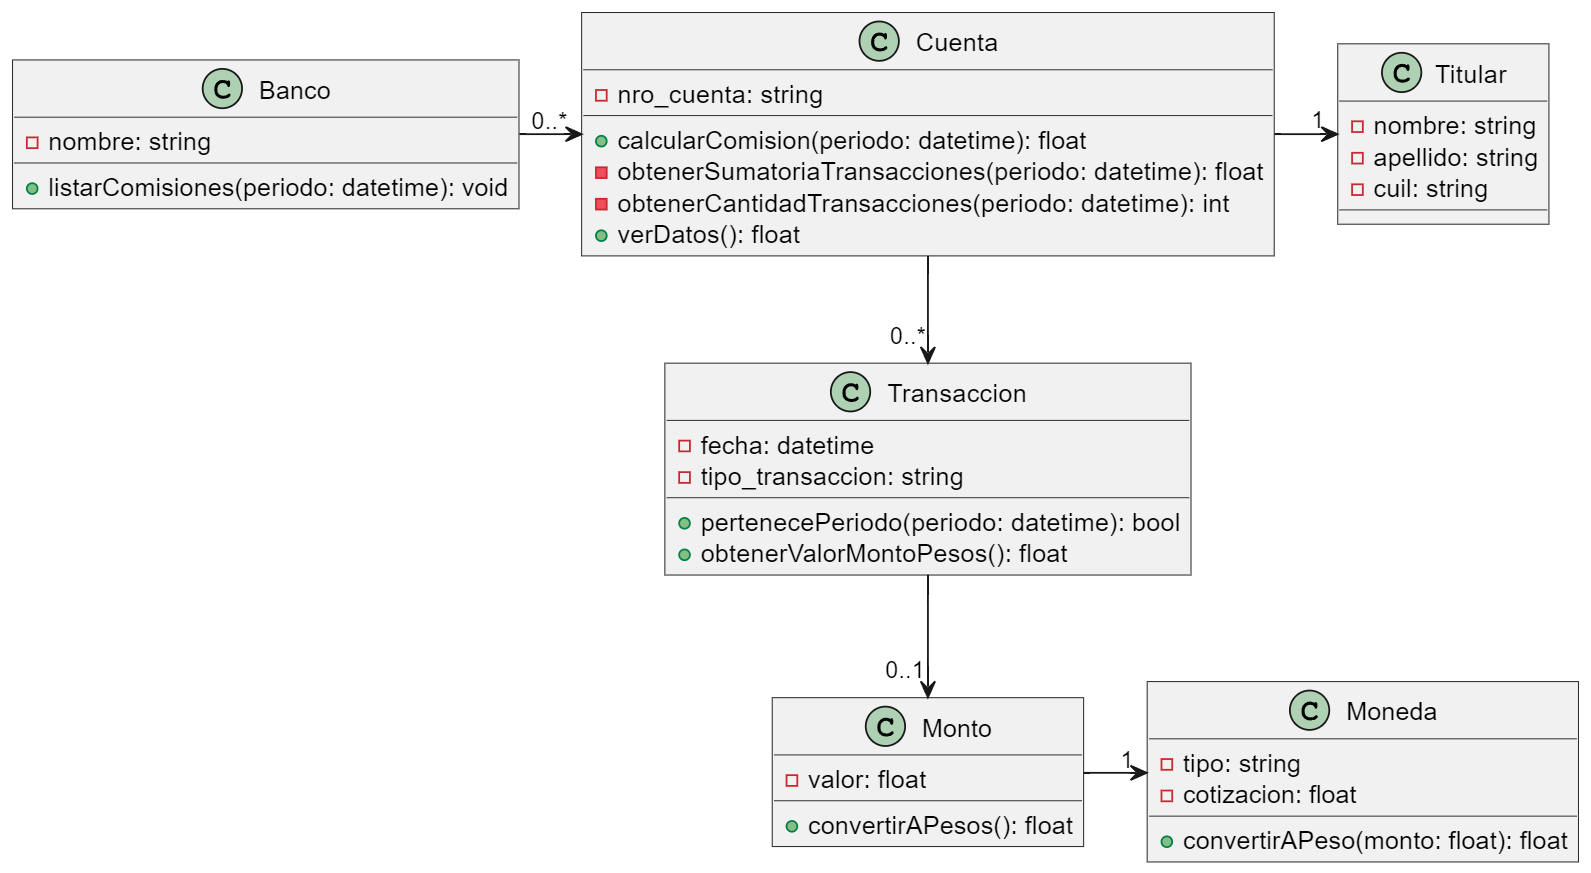 C Banco
nombre: string
listarComisiones(periodo: datetime): void
0..*
C Cuenta
nro_cuenta: string
calcularComision(periodo: datetime): float
obtenerSumatoriaTransacciones(periodo: datetime): float
obtenerCantidadTransacciones(periodo: datetime): int
verDatos(): float
1
C Titular
nombre: string
apellido: string
cuil: string
0..*
C Transaccion
fecha: datetime
tipo_transaccion: string
pertenecePeriodo(periodo: datetime): bool
obtenerValorMontoPesos(): float
0..1
C Monto
valor: float
convertirAPesos(): float
1
C Moneda
tipo: string
cotizacion: float
convertirAPeso(monto: float): float